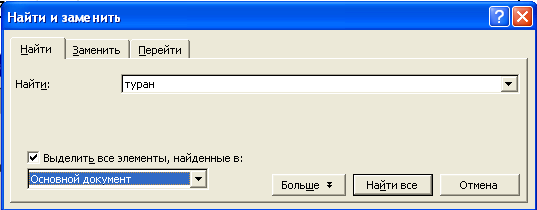 Найти и заменить
Найти Заменить Перейти
Найти: туран
Выделить все элементы, найденные в:
Основной документ
Больше Найти все Отмена